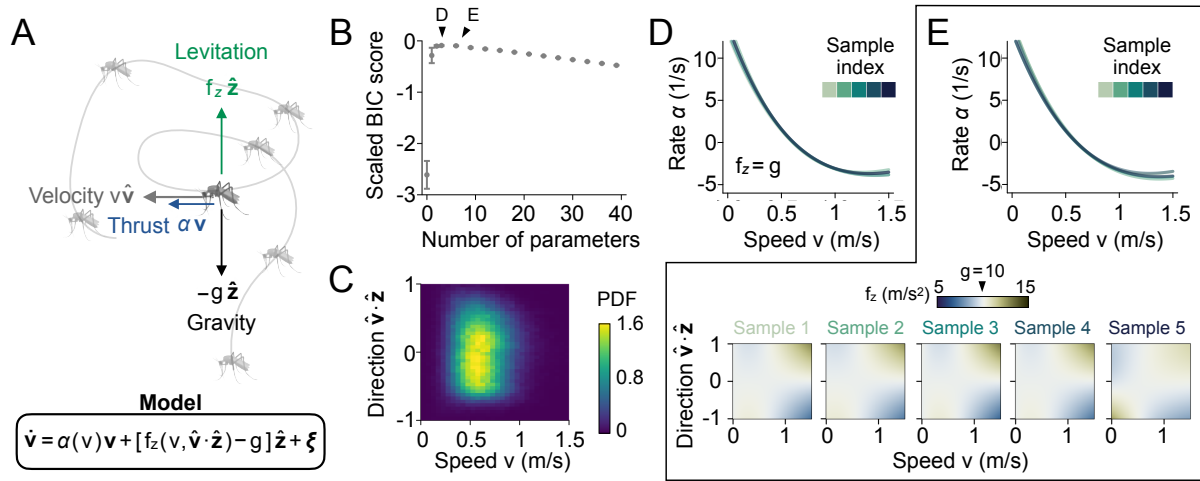 A
Levitation
f_z ẑ
Velocity v v̂
Thrust α v
−g ẑ
Gravity
Model
v̇ = α(v)v + [f_z(v, v̂·ẑ) − g]ẑ + ξ
B
D
E
Scaled BIC score
0
-1
-2
-3
0
10
20
30
40
Number of parameters
C
Direction v̂·ẑ
1
0
-1
0
0.5
1
1.5
Speed v (m/s)
PDF
1.6
0.8
0
D
Rate α (1/s)
10
5
0
-5
Sample
index
f_z = g
0
0.5
1
1.5
Speed v (m/s)
E
Rate α (1/s)
10
5
0
-5
Sample
index
0
0.5
1
1.5
Speed v (m/s)
g=10
f_z (m/s²)
5
15
Sample 1
Sample 2
Sample 3
Sample 4
Sample 5
Direction v̂·ẑ
1
0
-1
0
1
0
1
0
1
0
1
0
1
Speed v (m/s)